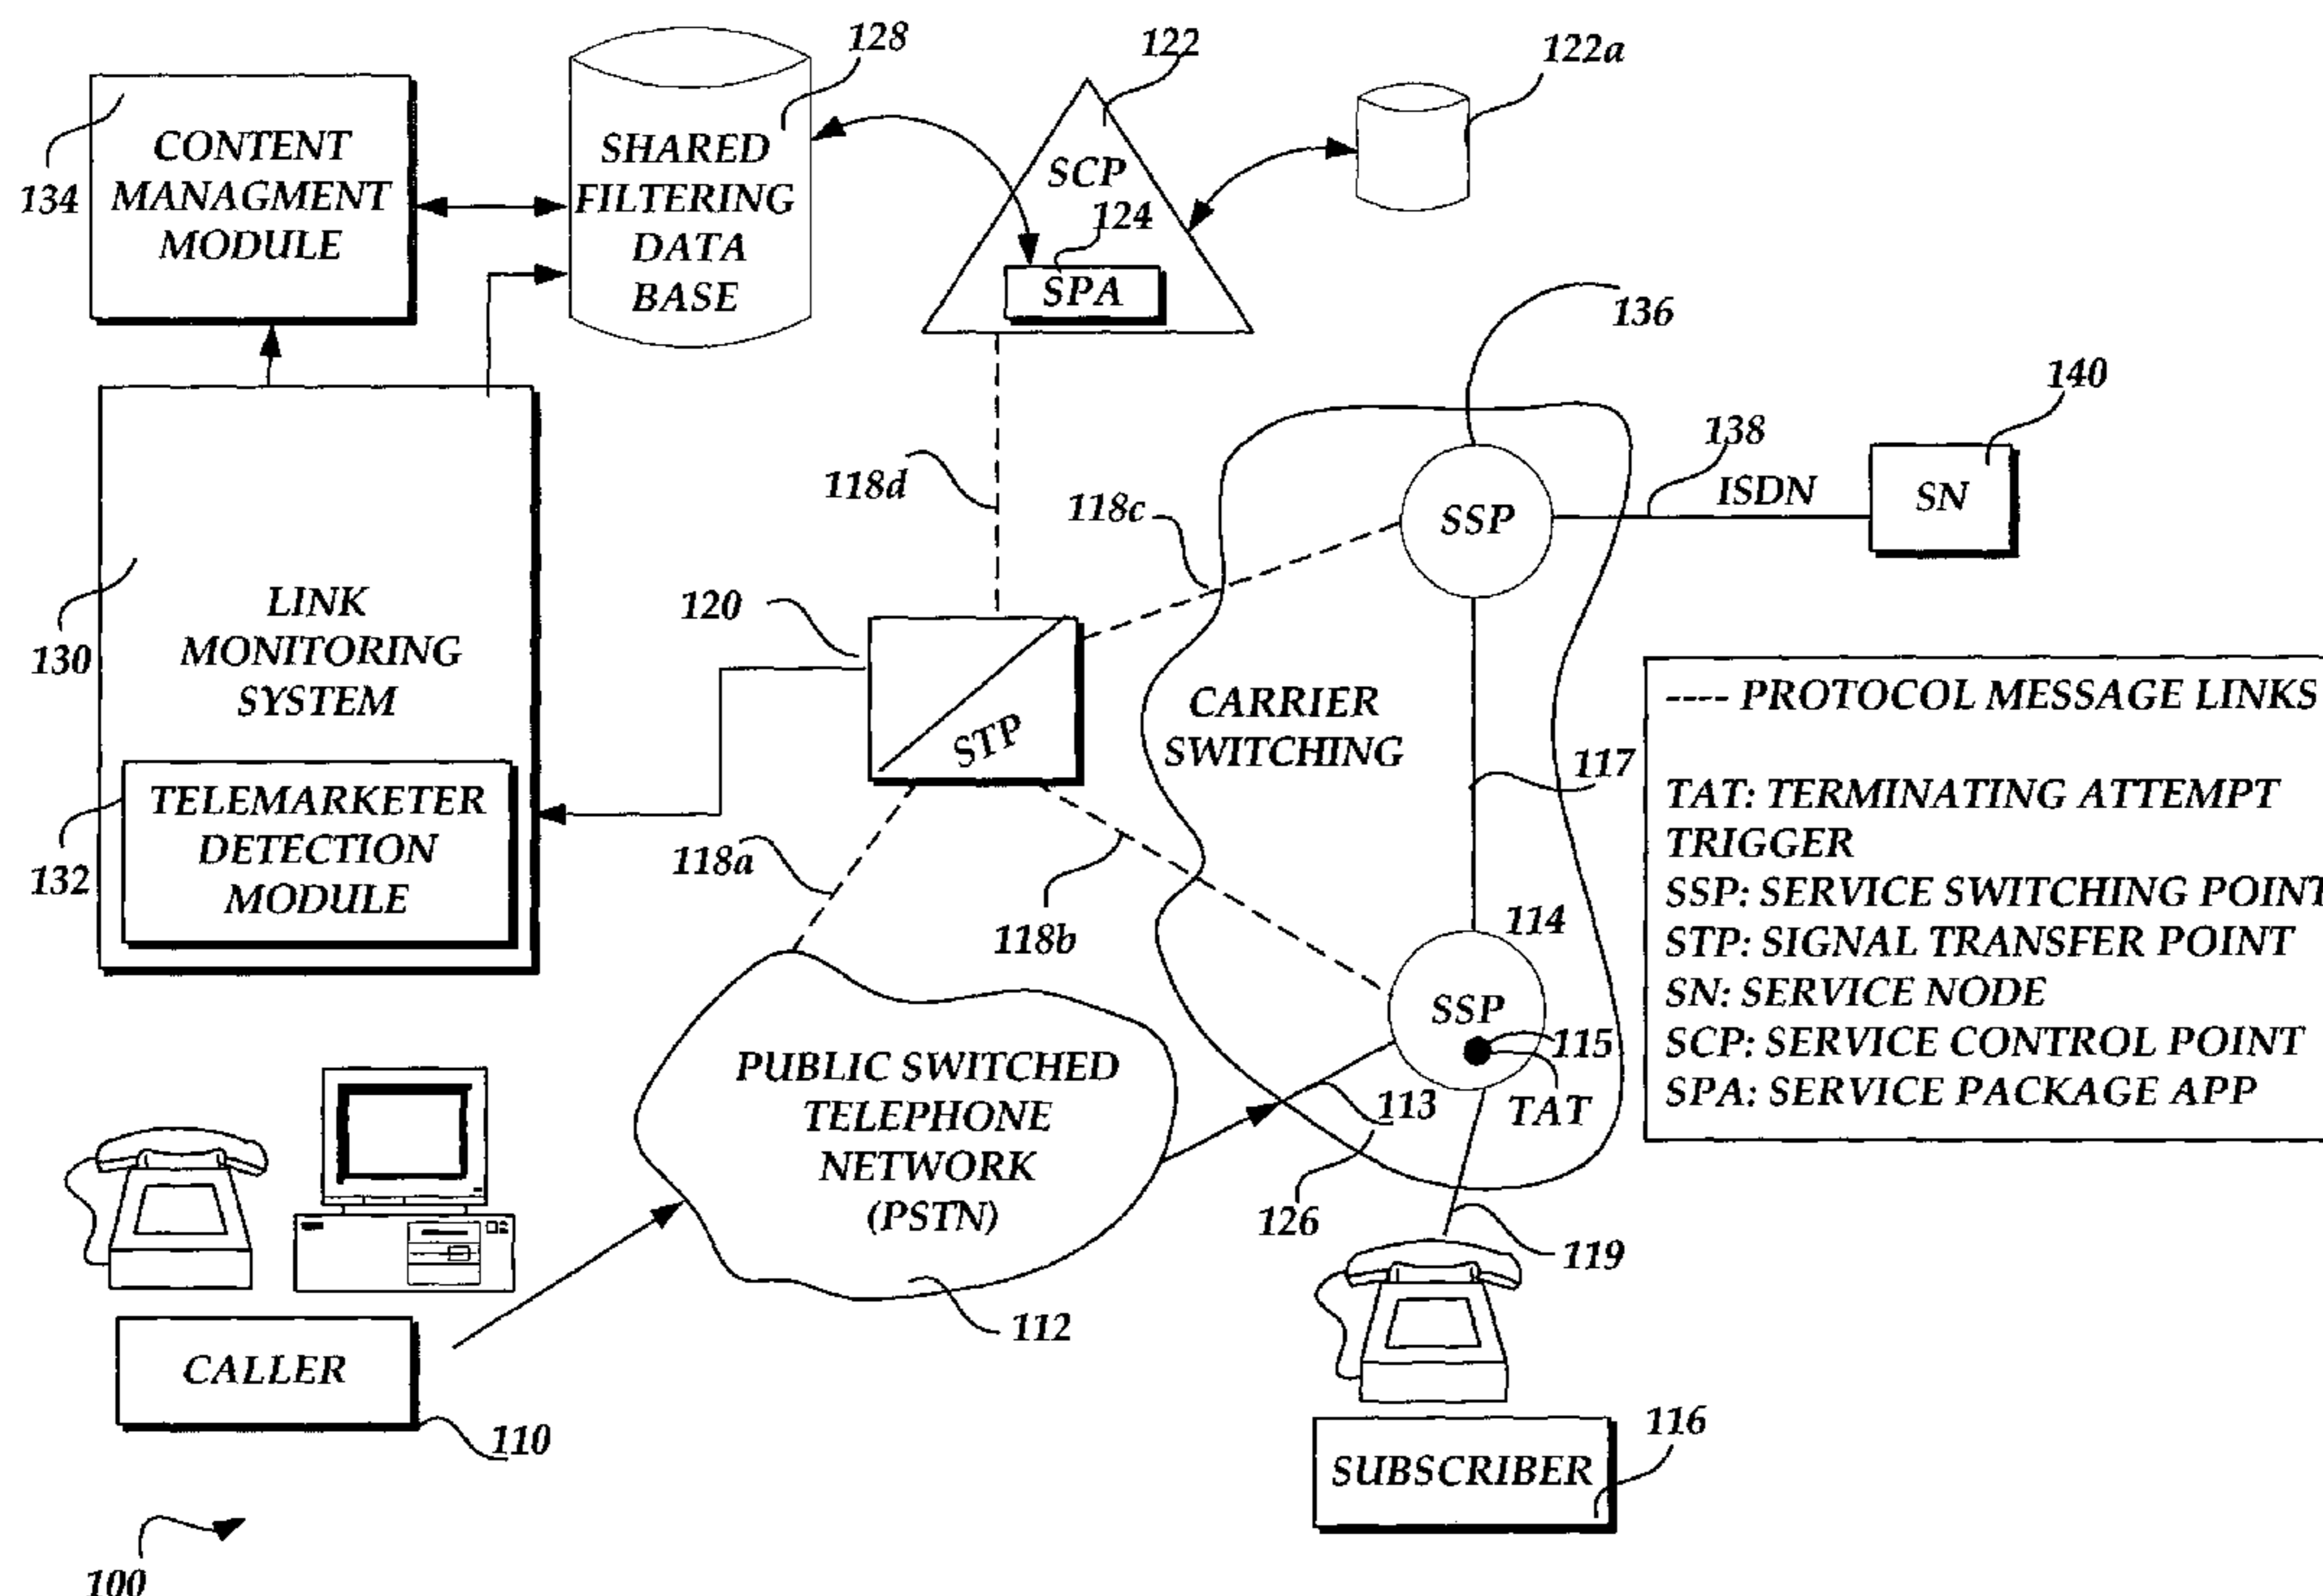 128
122
122a
CONTENT
MANAGMENT
MODULE
134
SHARED
FILTERING
DATA
BASE
SCP
124
SPA
136
140
138
ISDN
SN
118d
118c
SSP
120
130
LINK
MONITORING
SYSTEM
STP
CARRIER
SWITCHING
117
---- PROTOCOL MESSAGE LINKS
TAT: TERMINATING ATTEMPT
TRIGGER
SSP: SERVICE SWITCHING POINT
STP: SIGNAL TRANSFER POINT
SN: SERVICE NODE
SCP: SERVICE CONTROL POINT
SPA: SERVICE PACKAGE APP
TELEMARKETER
DETECTION
MODULE
132
118a
118b
114
SSP
115
TAT
113
126
PUBLIC SWITCHED
TELEPHONE
NETWORK
(PSTN)
112
119
CALLER
110
SUBSCRIBER
116
100